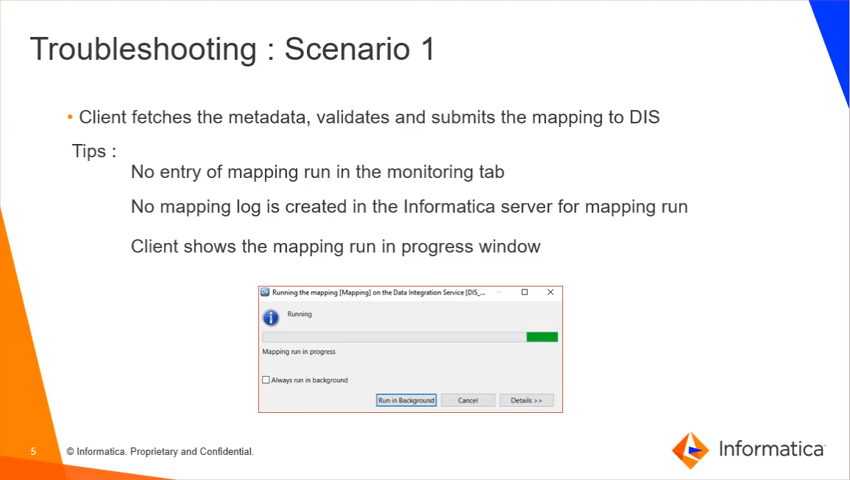 Troubleshooting : Scenario 1
• Client fetches the metadata, validates and submits the mapping to DIS
Tips :
No entry of mapping run in the monitoring tab
No mapping log is created in the Informatica server for mapping run
Client shows the mapping run in progress window
Running the mapping [Mapping] on the Data Integration Service [DIS_...
Running
Mapping run in progress
Always run in background
Run in Background Cancel Details >>
5 © Informatica. Proprietary and Confidential.
Informatica